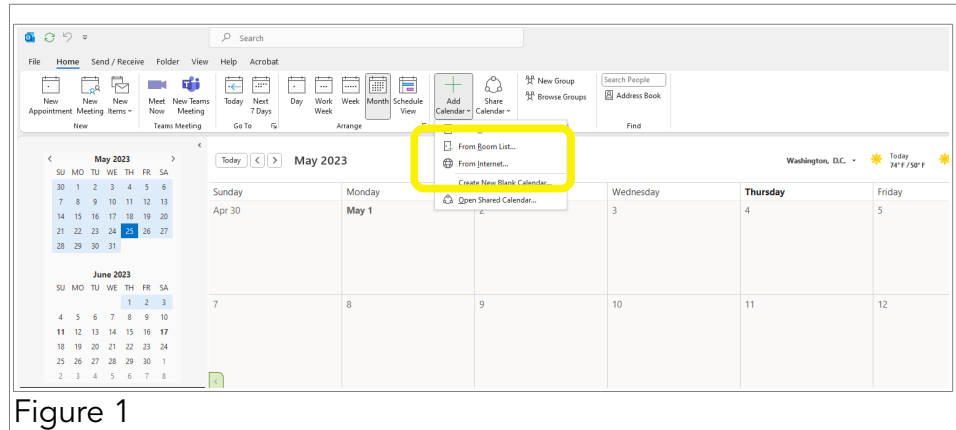 Search
File Home Send / Receive Folder View Help Acrobat
New Appointment New Meeting New Items Meet Now New Teams Meeting Today Next 7 Days Day Work Week Week Month Schedule View Add Calendar Share Calendar New Group Search People
Browse Groups Address Book
New Teams Meeting Go To Arrange Find
From Room List...
From Internet...
Create New Blank Calendar...
Open Shared Calendar...
May 2023
SU MO TU WE TH FR SA
30 1 2 3 4 5 6
7 8 9 10 11 12 13
14 15 16 17 18 19 20
21 22 23 24 25 26 27
28 29 30 31
June 2023
SU MO TU WE TH FR SA
1 2 3
4 5 6 7 8 9 10
11 12 13 14 15 16 17
18 19 20 21 22 23 24
25 26 27 28 29 30 1
2 3 4 5 6 7 8
Today May 2023 Washington, D.C. Today
74°F/50°F
Sunday Monday Wednesday Thursday Friday
Apr 30 May 1 2 3 4 5
7 8 9 10 11 12
Figure 1